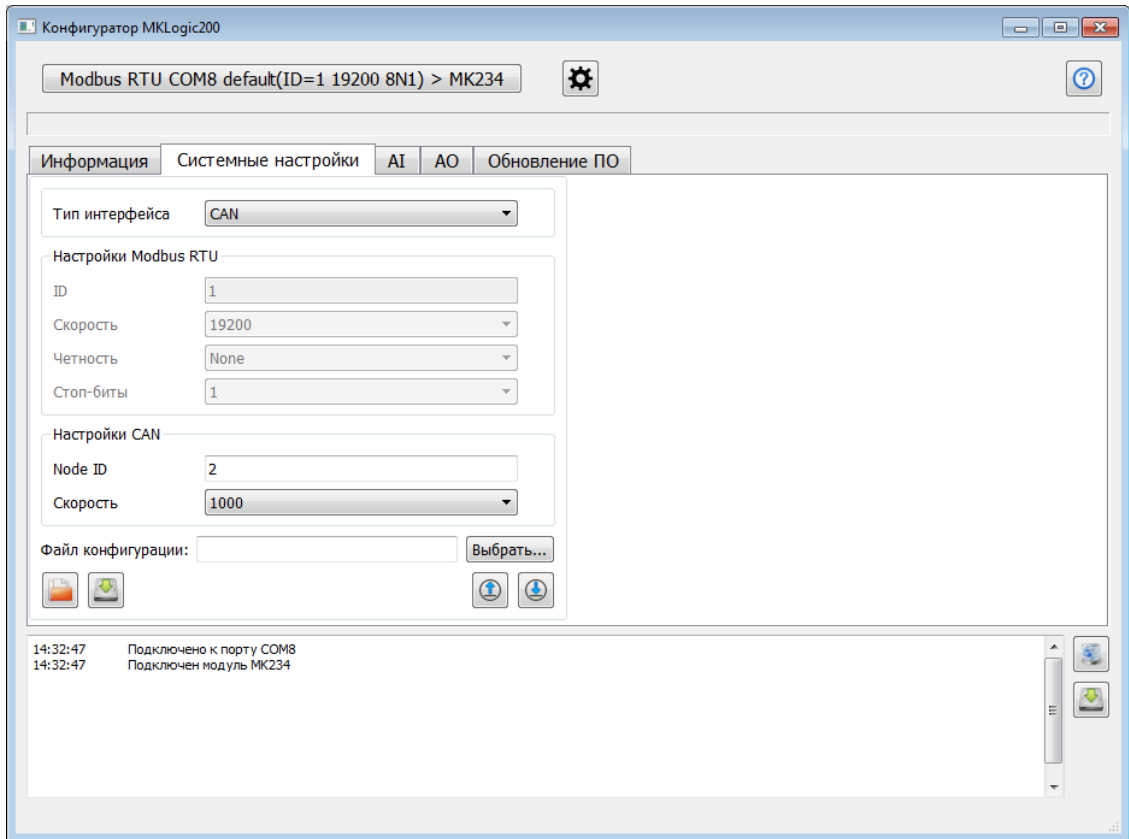 Конфигуратор MKLogic200
Modbus RTU COM8 default(ID=1 19200 8N1) > MK234
Информация Системные настройки AI AO Обновление ПО
Тип интерфейса CAN
Настройки Modbus RTU
ID 1
Скорость 19200
Четность None
Стоп-биты 1
Настройки CAN
Node ID 2
Скорость 1000
Файл конфигурации: Выбрать...
14:32:47 Подключено к порту COM8
14:32:47 Подключен модуль МК234